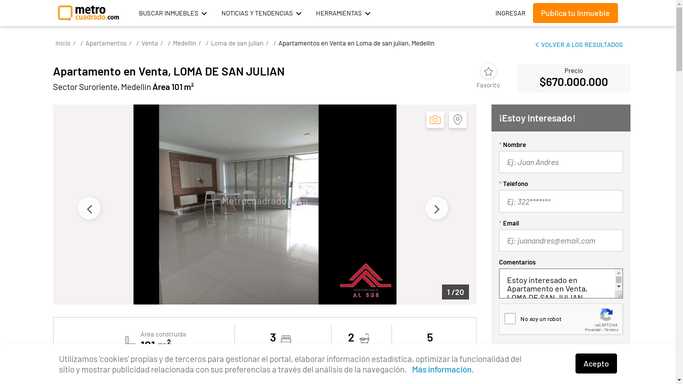 metro
cuadrado.com
BUSCAR INMUEBLES
NOTICIAS Y TENDENCIAS
HERRAMIENTAS
INGRESAR
Publica tu inmueble
Inicio / / Apartamentos / / Venta / / Medellín / / Loma de san julian / Apartamentos en Venta en Loma de san julian, Medellín
VOLVER A LOS RESULTADOS
Apartamento en Venta, LOMA DE SAN JULIAN
Sector Suroriente, Medellín Área 101 m²
Favorito
Precio
$670.000.000
Metrocuadrado.com
AL SUR
1 / 20
¡Estoy Interesado!
* Nombre
Ej: Juan Andres
* Teléfono
Ej: 322*******
* Email
Ej: juanandres@email.com
Comentarios
Estoy interesado en
Apartamento en Venta,
LOMA DE SAN JULIAN
No soy un robot
reCAPTCHA
Privacidad - Términos
Área construida
101 m²
3
2
5
Utilizamos 'cookies' propias y de terceros para gestionar el portal, elaborar información estadística, optimizar la funcionalidad del
sitio y mostrar publicidad relacionada con sus preferencias a través del análisis de la navegación. Más información.
Acepto